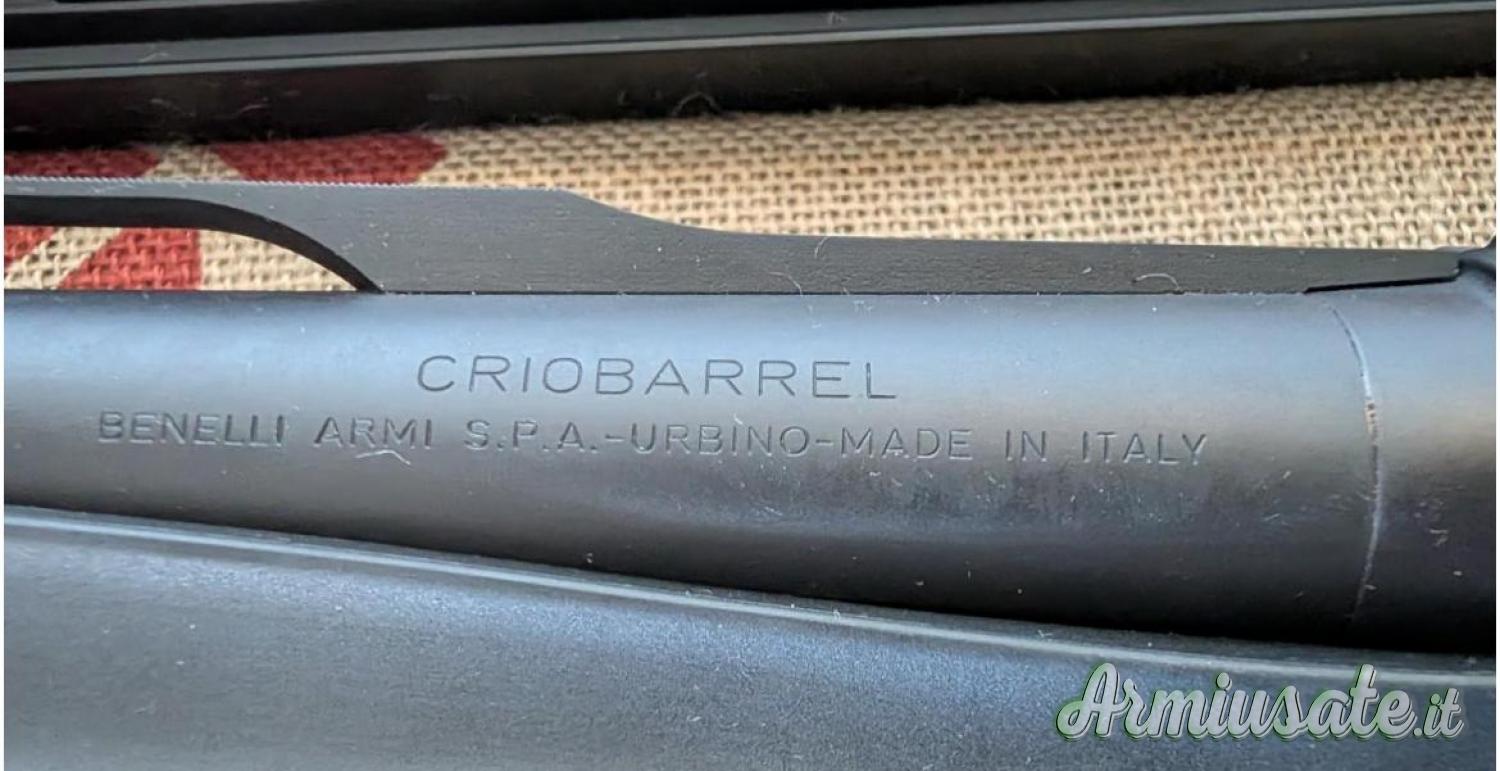 CRIOBARREL
BENELLI ARMI S.P.A.-URBINO-MADE IN ITALY
Armiusate.it